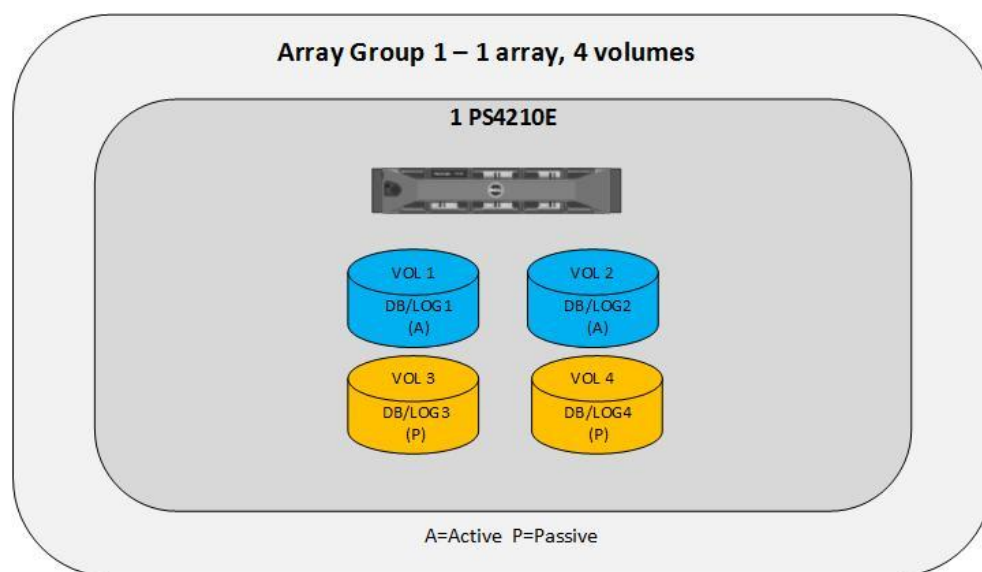 Array Group 1 – 1 array, 4 volumes
1 PS4210E
VOL 1
DB/LOG1
(A)
VOL 2
DB/LOG2
(A)
VOL 3
DB/LOG3
(P)
VOL 4
DB/LOG4
(P)
A=Active P=Passive